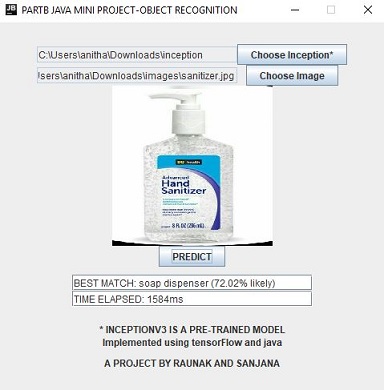 PARTB JAVA MINI PROJECT-OBJECT RECOGNITION
C:\Users\anitha\Downloads\inception
Choose Inception*
Jsers\anitha\Downloads\images\sanitizer.jpg
Choose Image
Advanced
Hand
Sanitizer
8 FL OZ (236 mL)
PREDICT
BEST MATCH: soap dispenser (72.02% likely)
TIME ELAPSED: 1584ms
* INCEPTIONV3 IS A PRE-TRAINED MODEL
Implemented using tensorFlow and java
A PROJECT BY RAUNAK AND SANJANA